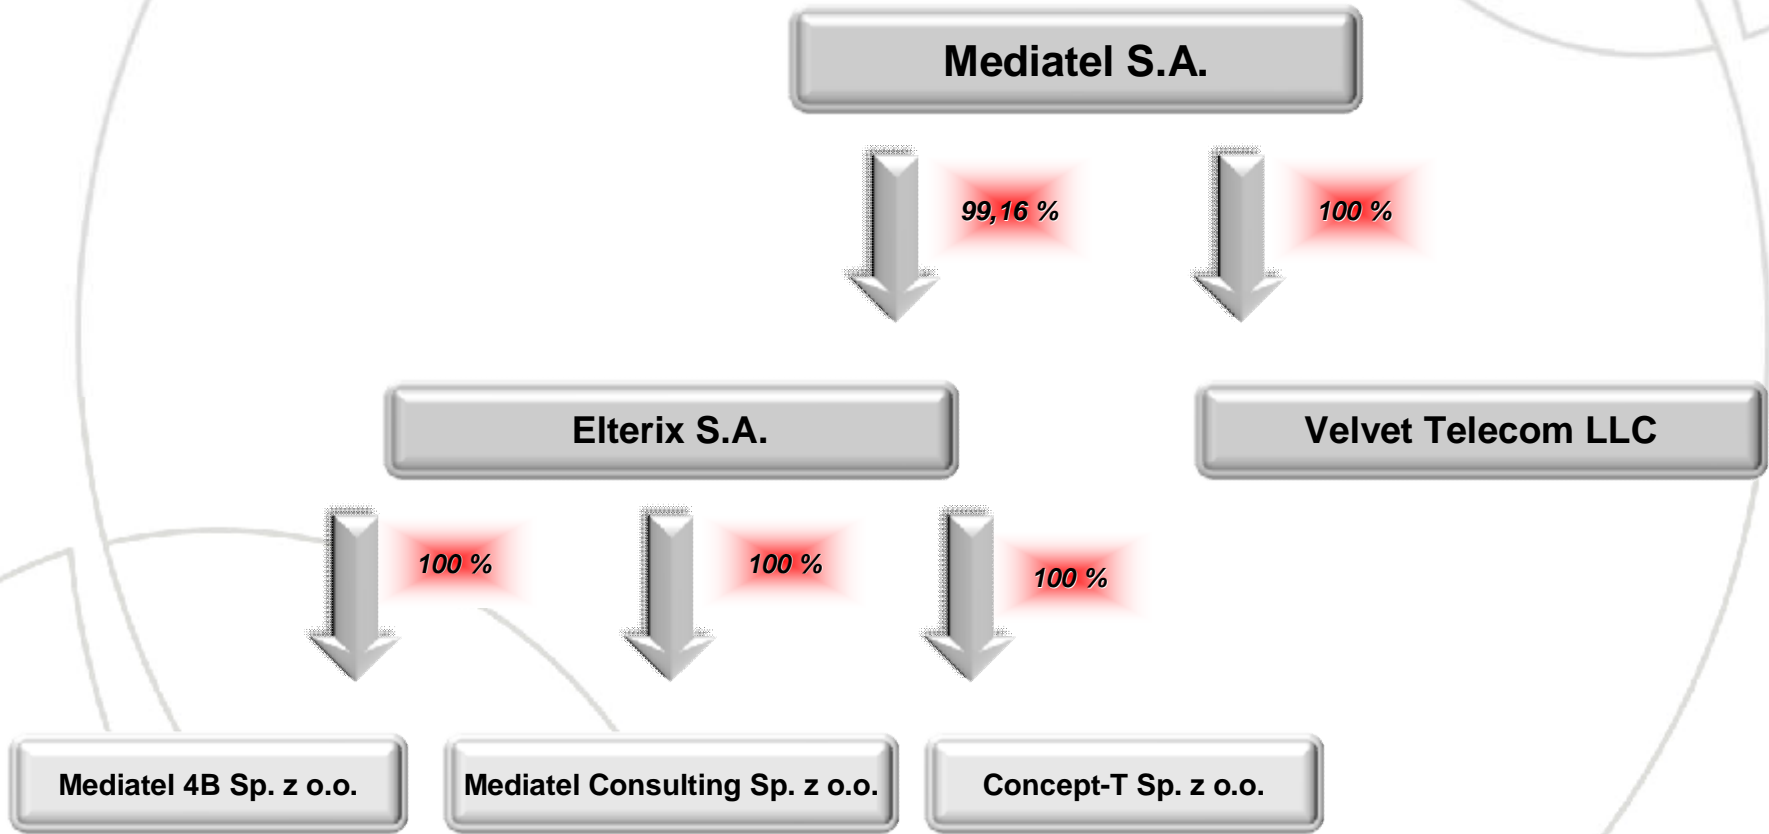 Mediatel S.A.
99,16 %
100 %
Elterix S.A.
Velvet Telecom LLC
100 %
100 %
100 %
Mediatel 4B Sp. z o.o.
Mediatel Consulting Sp. z o.o.
Concept-T Sp. z o.o.